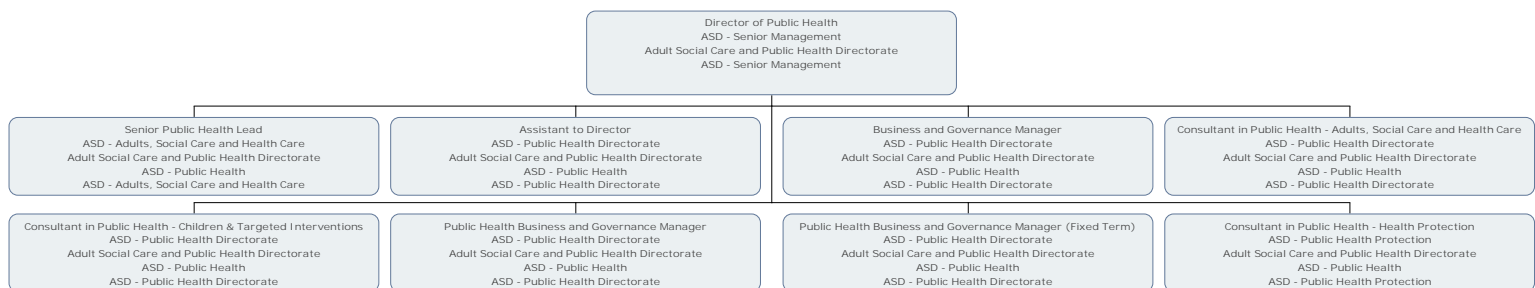 Director of Public Health
ASD - Senior Management
Adult Social Care and Public Health Directorate
ASD - Senior Management
Senior Public Health Lead
ASD - Adults, Social Care and Health Care
Adult Social Care and Public Health Directorate
ASD - Public Health
ASD - Adults, Social Care and Health Care
Assistant to Director
ASD - Public Health Directorate
Adult Social Care and Public Health Directorate
ASD - Public Health
ASD - Public Health Directorate
Business and Governance Manager
ASD - Public Health Directorate
Adult Social Care and Public Health Directorate
ASD - Public Health
ASD - Public Health Directorate
Consultant in Public Health - Adults, Social Care and Health Care
ASD - Public Health Directorate
Adult Social Care and Public Health Directorate
ASD - Public Health
ASD - Public Health Directorate
Consultant in Public Health - Children & Targeted Interventions
ASD - Public Health Directorate
Adult Social Care and Public Health Directorate
ASD - Public Health
ASD - Public Health Directorate
Public Health Business and Governance Manager
ASD - Public Health Directorate
Adult Social Care and Public Health Directorate
ASD - Public Health
ASD - Public Health Directorate
Public Health Business and Governance Manager (Fixed Term)
ASD - Public Health Directorate
Adult Social Care and Public Health Directorate
ASD - Public Health
ASD - Public Health Directorate
Consultant in Public Health - Health Protection
ASD - Public Health Protection
Adult Social Care and Public Health Directorate
ASD - Public Health
ASD - Public Health Protection